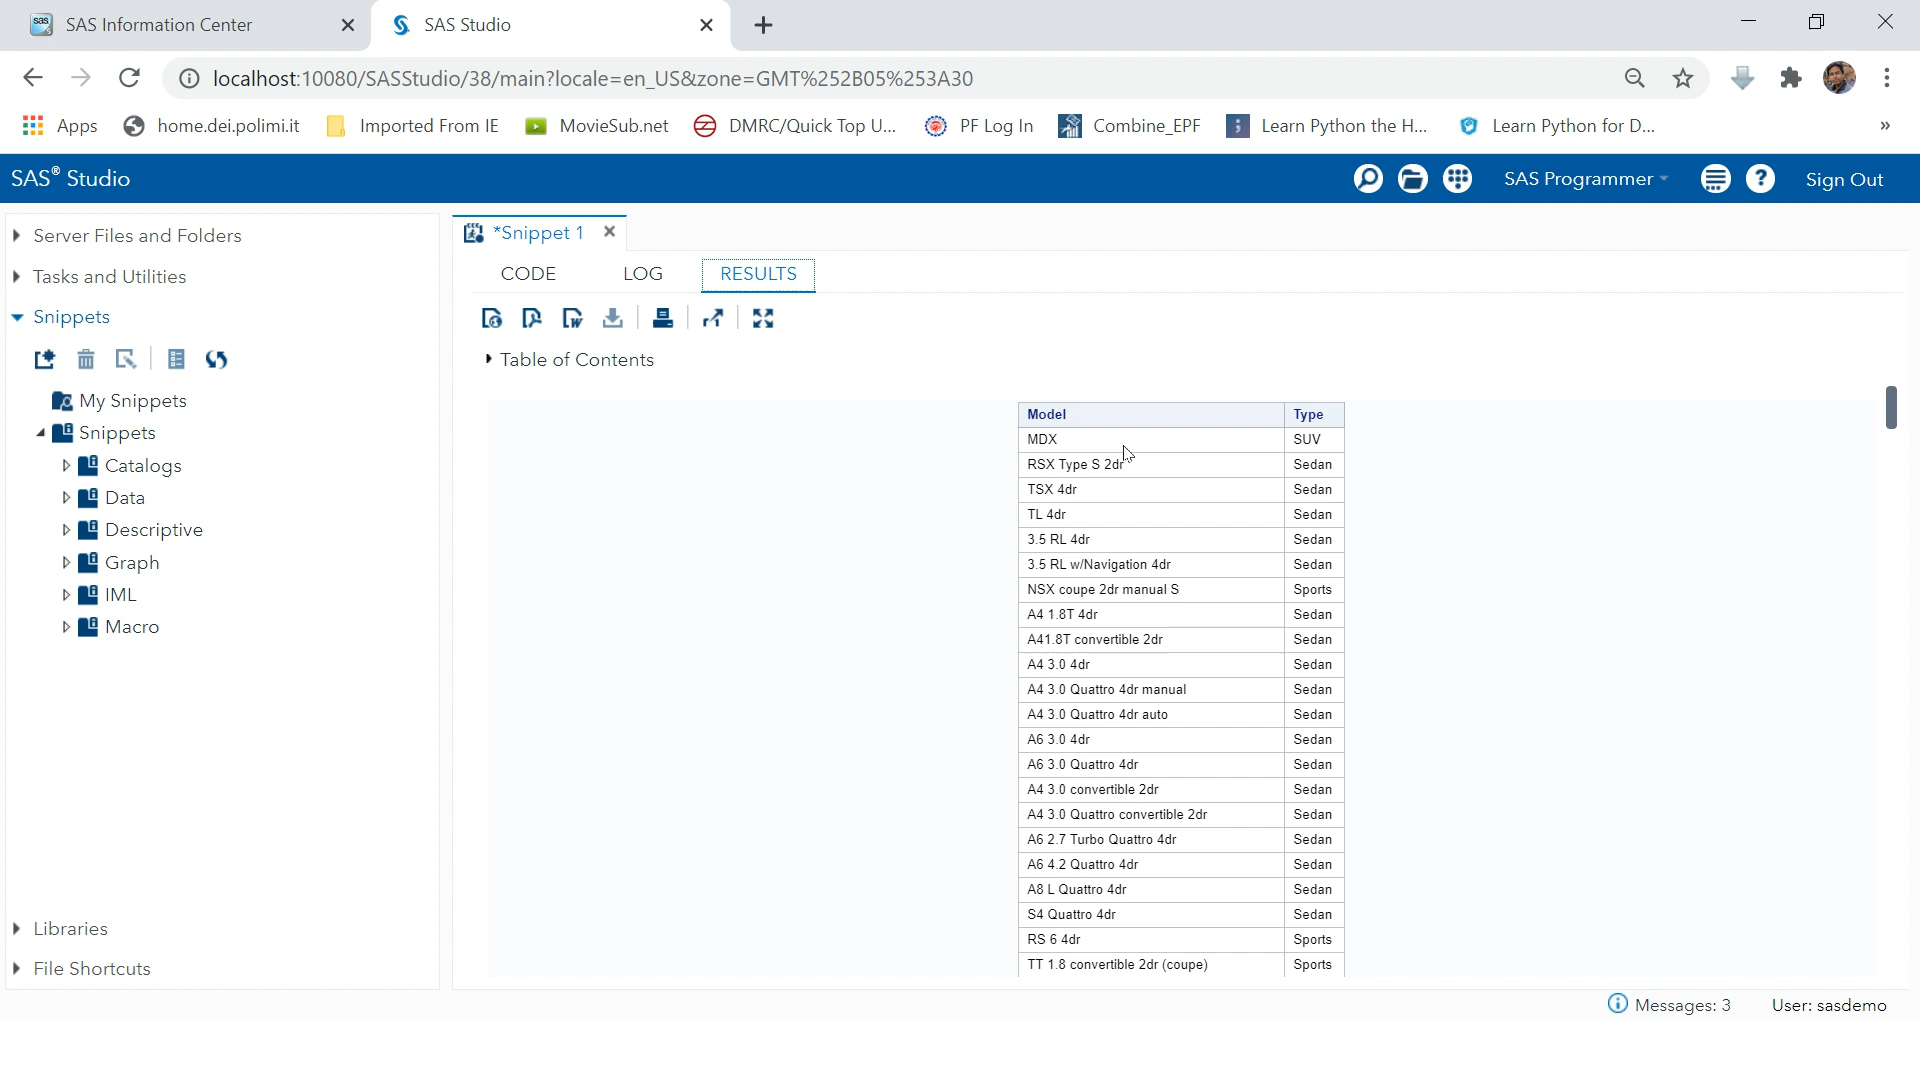 SAS Information Center
SAS Studio
localhost:10080/SASStudio/38/main?locale=en_US&zone=GMT%252B05%253A30
Apps home.dei.polimi.it Imported From IE MovieSub.net DMRC/Quick Top U... PF Log In Combine_EPF Learn Python the H... Learn Python for D... »
SAS® Studio SAS Programmer Sign Out
Server Files and Folders
Tasks and Utilities
Snippets
My Snippets
Snippets
Catalogs
Data
Descriptive
Graph
IML
Macro
Libraries
File Shortcuts
*Snippet 1
CODE LOG RESULTS
Table of Contents
Model Type
MDX SUV
RSX Type S 2dr Sedan
TSX 4dr Sedan
TL 4dr Sedan
3.5 RL 4dr Sedan
3.5 RL w/Navigation 4dr Sedan
NSX coupe 2dr manual S Sports
A4 1.8T 4dr Sedan
A41.8T convertible 2dr Sedan
A4 3.0 4dr Sedan
A4 3.0 Quattro 4dr manual Sedan
A4 3.0 Quattro 4dr auto Sedan
A6 3.0 4dr Sedan
A6 3.0 Quattro 4dr Sedan
A4 3.0 convertible 2dr Sedan
A4 3.0 Quattro convertible 2dr Sedan
A6 2.7 Turbo Quattro 4dr Sedan
A6 4.2 Quattro 4dr Sedan
A8 L Quattro 4dr Sedan
S4 Quattro 4dr Sedan
RS 6 4dr Sports
TT 1.8 convertible 2dr (coupe) Sports
Messages: 3 User: sasdemo